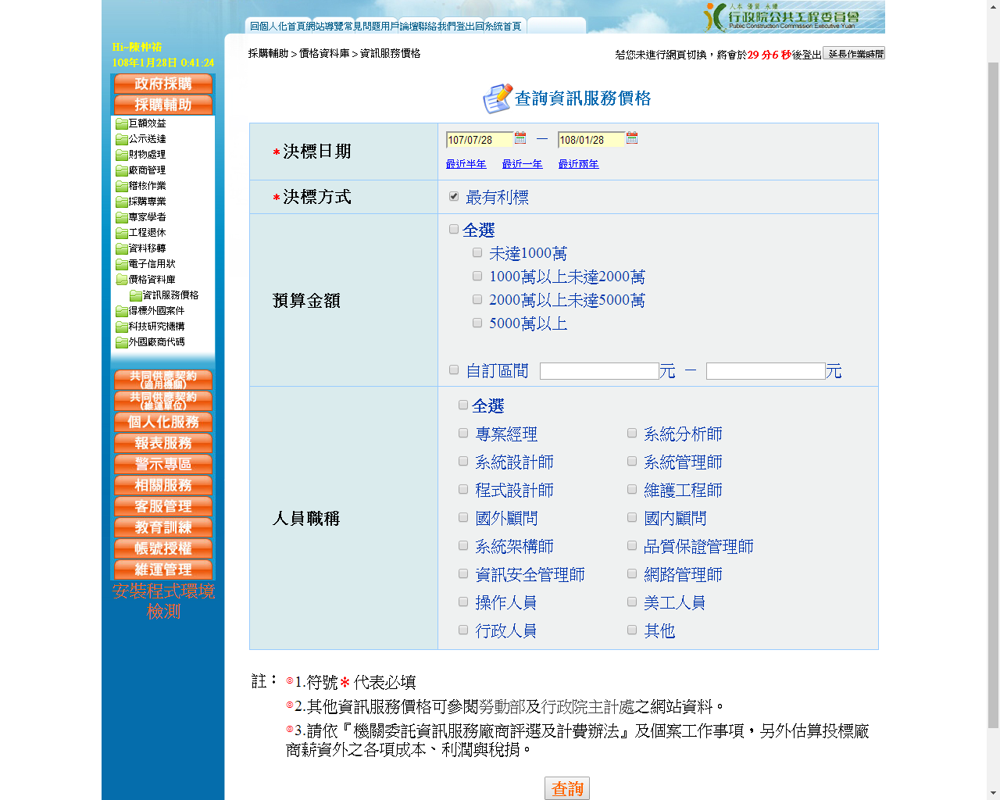 人本 優質 永續
行政院公共工程委員會
Public Construction Commission Executive Yuan
回個人化首頁網站導覽常見問題用戶論壇聯絡我們登出回系統首頁
Hi~陳仲祐
108年1月28日 0:41:24
採購輔助 > 價格資料庫 > 資訊服務價格
若您未進行網頁切換，將會於29 分6 秒後登出 延長作業時間
政府採購
採購輔助
巨額效益
公示送達
財物處理
廠商管理
稽核作業
採購專業
專家學者
工程退休
資料移轉
電子信用狀
價格資料庫
資訊服務價格
得標外國案件
科技研究機構
外國廠商代碼
共同供應契約
(適用機關)
共同供應契約
(維運單位)
個人化服務
報表服務
警示專區
相關服務
客服管理
教育訓練
帳號授權
維運管理
安裝程式環境
檢測
查詢資訊服務價格
*決標日期
107/07/28 － 108/01/28
最近半年 最近一年 最近兩年
*決標方式
最有利標
預算金額
全選
未達1000萬
1000萬以上未達2000萬
2000萬以上未達5000萬
5000萬以上
自訂區間 元 － 元
人員職稱
全選
專案經理 系統分析師
系統設計師 系統管理師
程式設計師 維護工程師
國外顧問 國內顧問
系統架構師 品質保證管理師
資訊安全管理師 網路管理師
操作人員 美工人員
行政人員 其他
註： ◎1.符號＊代表必填
◎2.其他資訊服務價格可參閱勞動部及行政院主計處之網站資料。
◎3.請依『機關委託資訊服務廠商評選及計費辦法』及個案工作事項，另外估算投標廠
商薪資外之各項成本、利潤與稅捐。
查詢